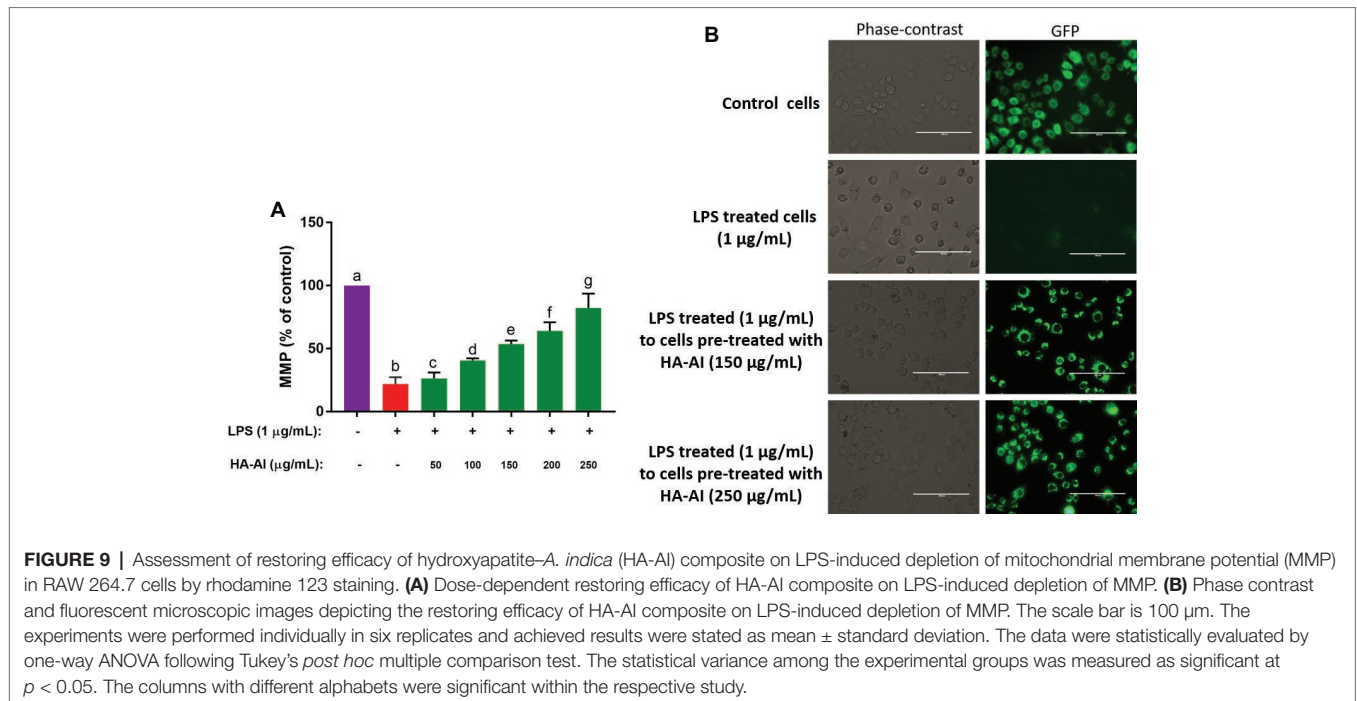 B
Phase-contrast
GFP
Control cells
LPS treated cells
(1 µg/mL)
LPS treated (1 µg/mL)
to cells pre-treated with
HA-AI (150 µg/mL)
LPS treated (1 µg/mL)
to cells pre-treated with
HA-AI (250 µg/mL)
A
MMP (% of control)
150
100
50
0
a
b
c
d
e
f
g
LPS (1 µg/mL): - + + + + + +
HA-AI (µg/mL): - - 50 100 150 200 250
FIGURE 9 | Assessment of restoring efficacy of hydroxyapatite–A. indica (HA-AI) composite on LPS-induced depletion of mitochondrial membrane potential (MMP)
in RAW 264.7 cells by rhodamine 123 staining. (A) Dose-dependent restoring efficacy of HA-AI composite on LPS-induced depletion of MMP. (B) Phase contrast
and fluorescent microscopic images depicting the restoring efficacy of HA-AI composite on LPS-induced depletion of MMP. The scale bar is 100 µm. The
experiments were performed individually in six replicates and achieved results were stated as mean ± standard deviation. The data were statistically evaluated by
one-way ANOVA following Tukey's post hoc multiple comparison test. The statistical variance among the experimental groups was measured as significant at
p < 0.05. The columns with different alphabets were significant within the respective study.